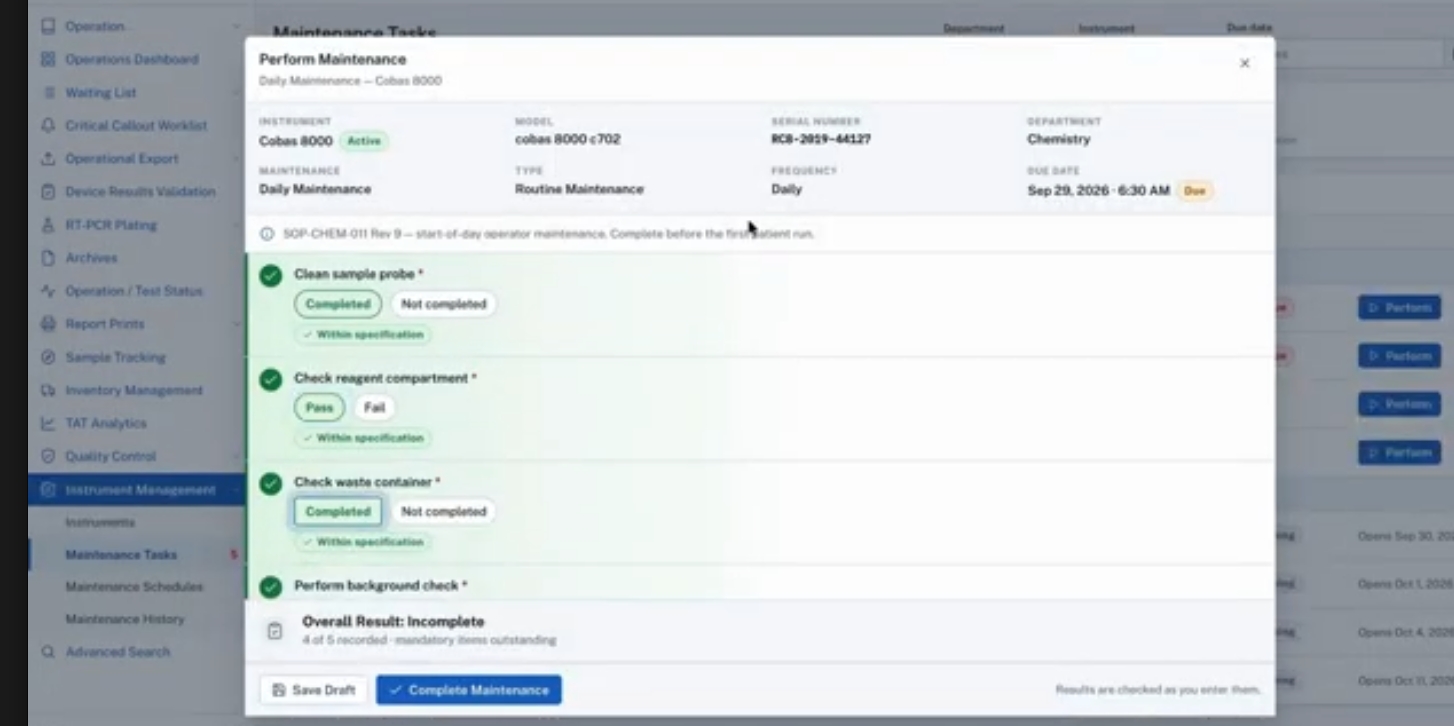 Operation
Operations Dashboard
Waiting List
Critical Callout Worklist
Operational Export
Device Results Validation
RT-PCR Plating
Archives
Operation / Test Status
Report Prints
Sample Tracking
Inventory Management
TAT Analytics
Quality Control
Instrument Management
Instruments
Maintenance Tasks 5
Maintenance Schedules
Maintenance History
Advanced Search
Maintenance Tasks
Department Instrument Due date
Perform Maintenance
Daily Maintenance — Cobas 8000
INSTRUMENT MODEL SERIAL NUMBER DEPARTMENT
Cobas 8000 Active cobas 8000 c702 RC8-2019-44127 Chemistry
MAINTENANCE TYPE FREQUENCY DUE DATE
Daily Maintenance Routine Maintenance Daily Sep 29, 2026 · 6:30 AM Due
SOP-CHEM-011 Rev 9 — start-of-day operator maintenance. Complete before the first patient run.
Clean sample probe *
Completed Not completed
✓ Within specification
Check reagent compartment *
Pass Fail
✓ Within specification
Check waste container *
Completed Not completed
✓ Within specification
Perform background check *
Overall Result: Incomplete
4 of 5 recorded · mandatory items outstanding
Save Draft ✓ Complete Maintenance Results are checked as you enter them.
Perform
Perform
Perform
Perform
Opens Sep 30, 202
Opens Oct 1, 2026
Opens Oct 4, 2026
Opens Oct 11, 2026